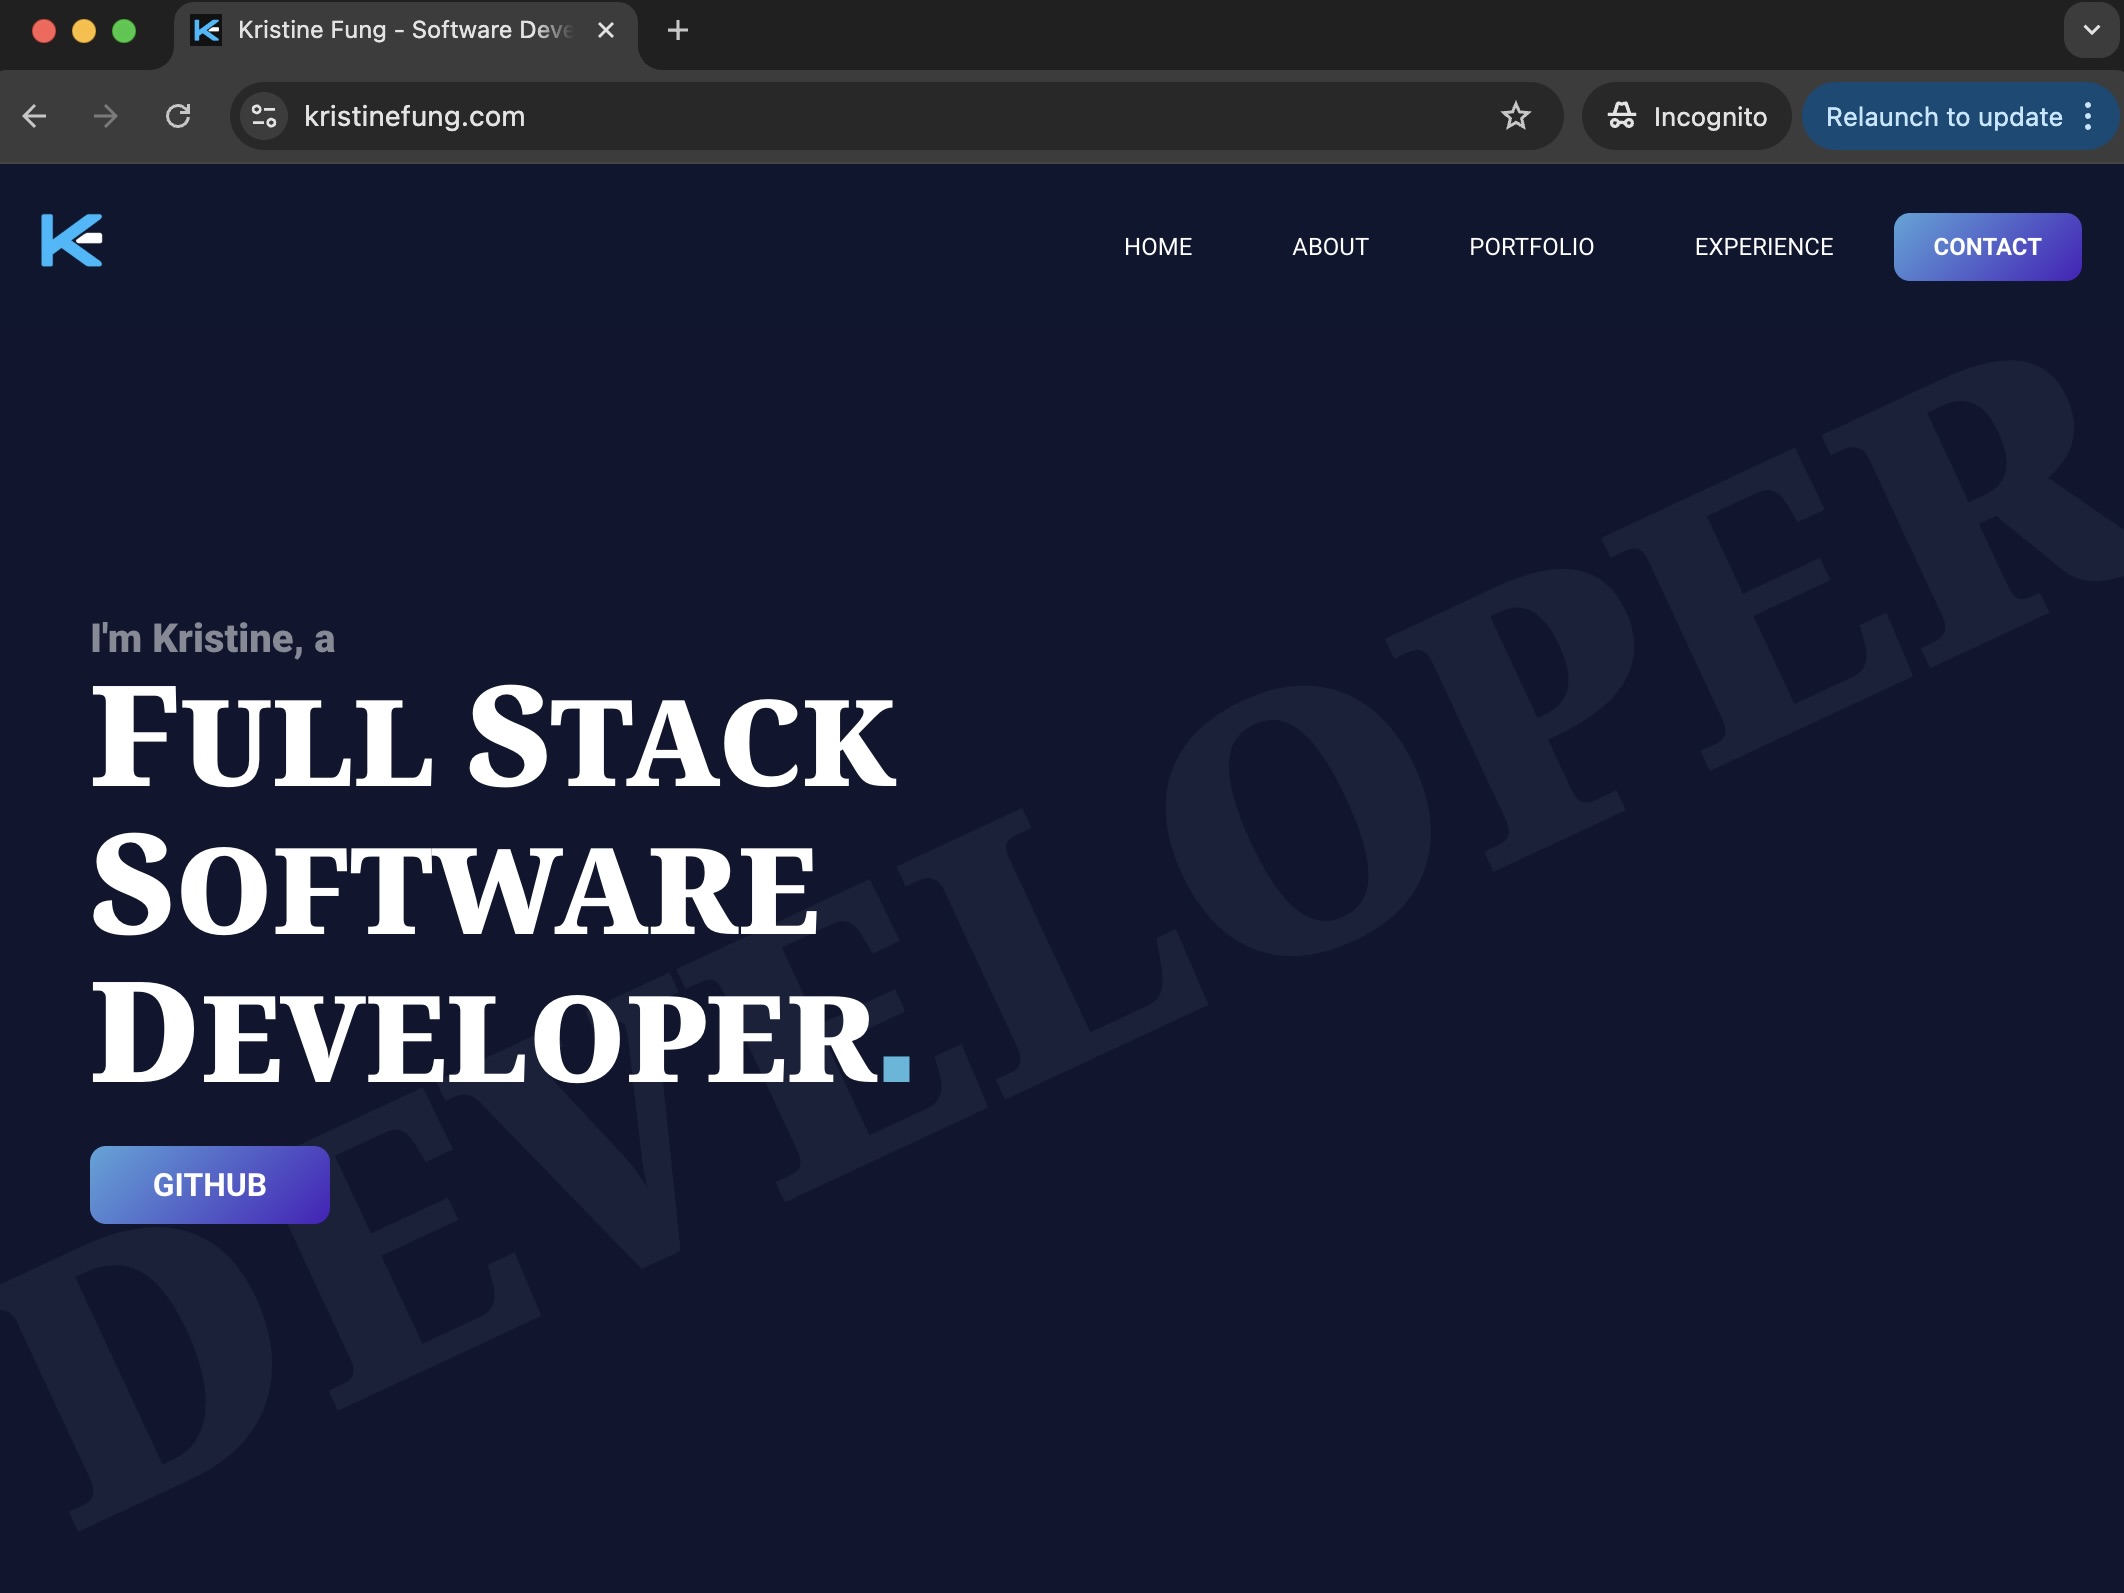 Kristine Fung - Software Deve
kristinefung.com
Incognito
Relaunch to update
HOME ABOUT PORTFOLIO EXPERIENCE CONTACT
I'm Kristine, a
FULL STACK
SOFTWARE
DEVELOPER.
GITHUB
DEVELOPER